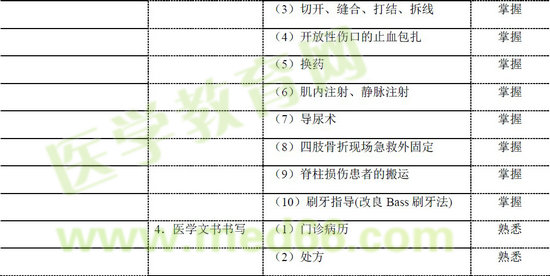 （3）切开、缝合、打结、拆线 掌握
（4）开放性伤口的止血包扎 掌握
（5）换药 掌握
（6）肌内注射、静脉注射 掌握
（7）导尿术 掌握
（8）四肢骨折现场急救外固定 掌握
（9）脊柱损伤患者的搬运 掌握
（10）刷牙指导(改良 Bass 刷牙法) 掌握
4．医学文书书写 （1）门诊病历 熟悉
（2）处方 熟悉
医学教育网
www.med66.com